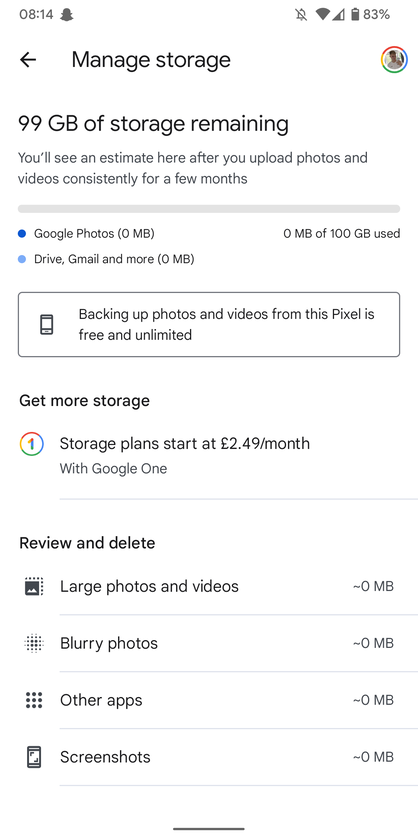 08:14
83%
Manage storage
99 GB of storage remaining
You'll see an estimate here after you upload photos and
videos consistently for a few months
Google Photos (0 MB)
0 MB of 100 GB used
Drive, Gmail and more (0 MB)
Backing up photos and videos from this Pixel is
free and unlimited
Get more storage
1
Storage plans start at £2.49/month
With Google One
Review and delete
Large photos and videos
~0 MB
Blurry photos
~0 MB
Other apps
~0 MB
Screenshots
~0 MB